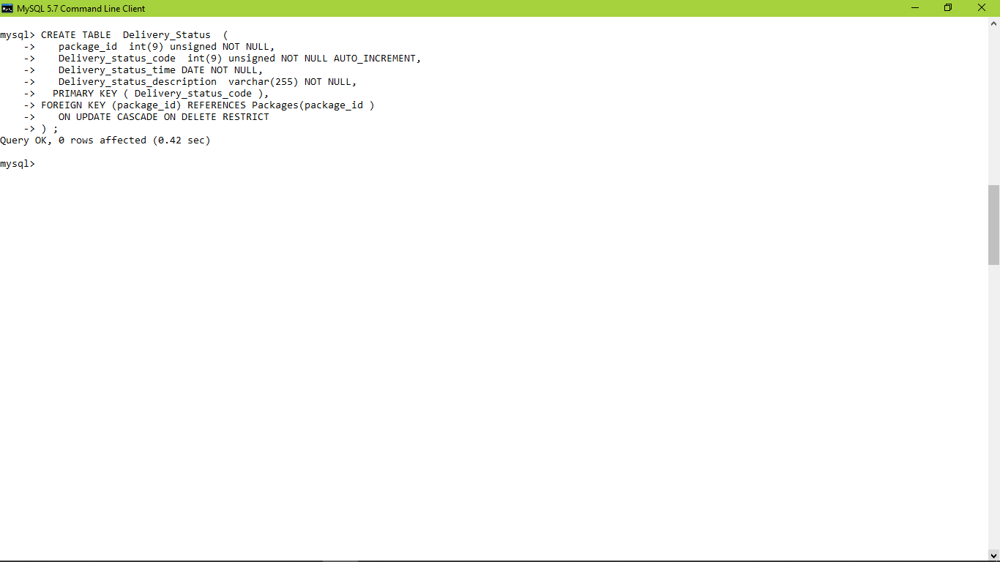 MySQL 5.7 Command Line Client
mysql> CREATE TABLE  Delivery_Status  (
    ->    package_id  int(9) unsigned NOT NULL,
    ->    Delivery_status_code  int(9) unsigned NOT NULL AUTO_INCREMENT,
    ->    Delivery_status_time DATE NOT NULL,
    ->    Delivery_status_description  varchar(255) NOT NULL,
    ->   PRIMARY KEY ( Delivery_status_code ),
    -> FOREIGN KEY (package_id) REFERENCES Packages(package_id )
    ->    ON UPDATE CASCADE ON DELETE RESTRICT
    -> ) ;
Query OK, 0 rows affected (0.42 sec)
mysql>